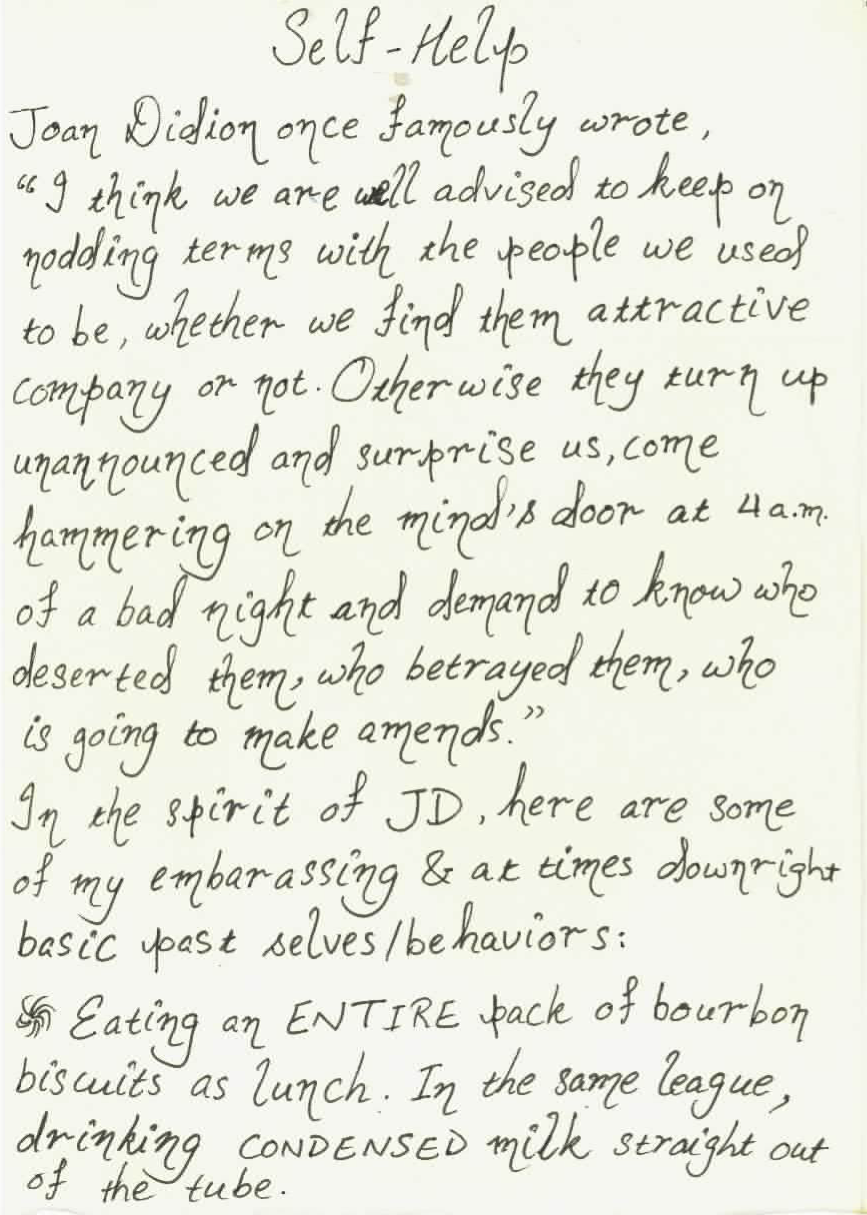 Self-Help
Joan Didion once famously wrote,
“I think we are well advised to keep on
nodding terms with the people we used
to be, whether we find them attractive
company or not. Otherwise they turn up
unannounced and surprise us, come
hammering on the mind's door at 4 a.m.
of a bad night and demand to know who
deserted them, who betrayed them, who
is going to make amends.”
In the spirit of JD, here are some
of my embarassing & at times downright
basic past selves/behaviors:
Eating an ENTIRE pack of bourbon
biscuits as lunch. In the same league,
drinking CONDENSED milk straight out
of the tube.